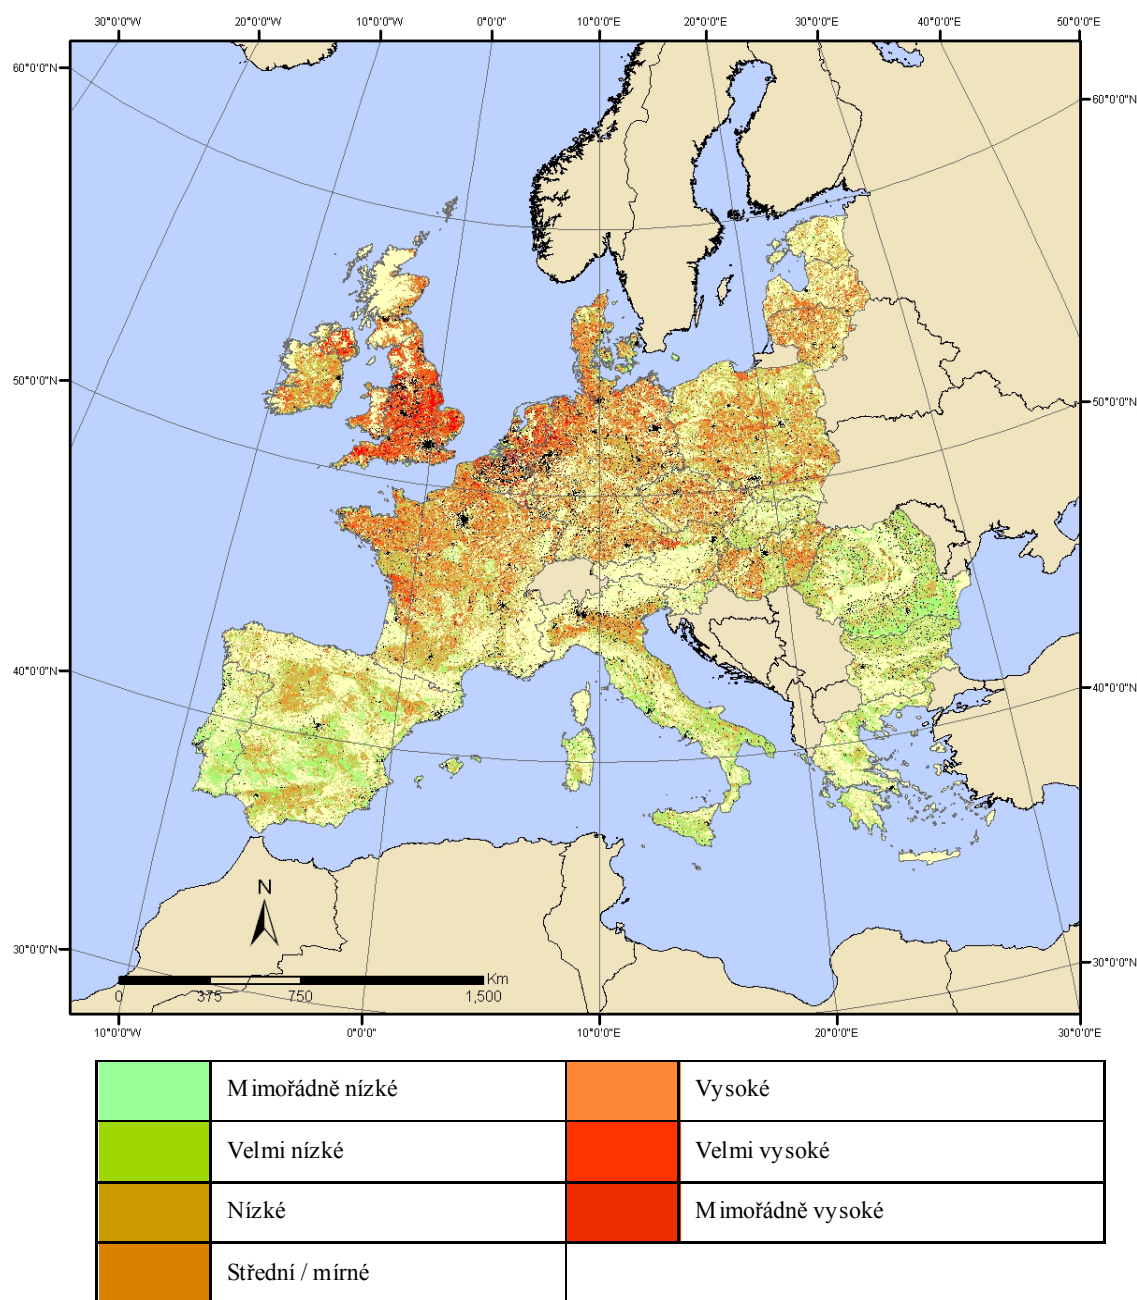 30°0'0"W 20°0'0"W 10°0'0"W 0°0'0" 10°0'0"E 20°0'0"E 30°0'0"E 40°0'0"E 50°0'0"E
60°0'0"N 60°0'0"N
50°0'0"N 50°0'0"N
40°0'0"N 40°0'0"N
N
30°0'0"N 30°0'0"N
Km
0 375 750 1,500
10°0'0"W 0°0'0" 10°0'0"E 20°0'0"E 30°0'0"E
Mimořádně nízké Vysoké
Velmi nízké Velmi vysoké
Nízké Mimořádně vysoké
Střední / mírné